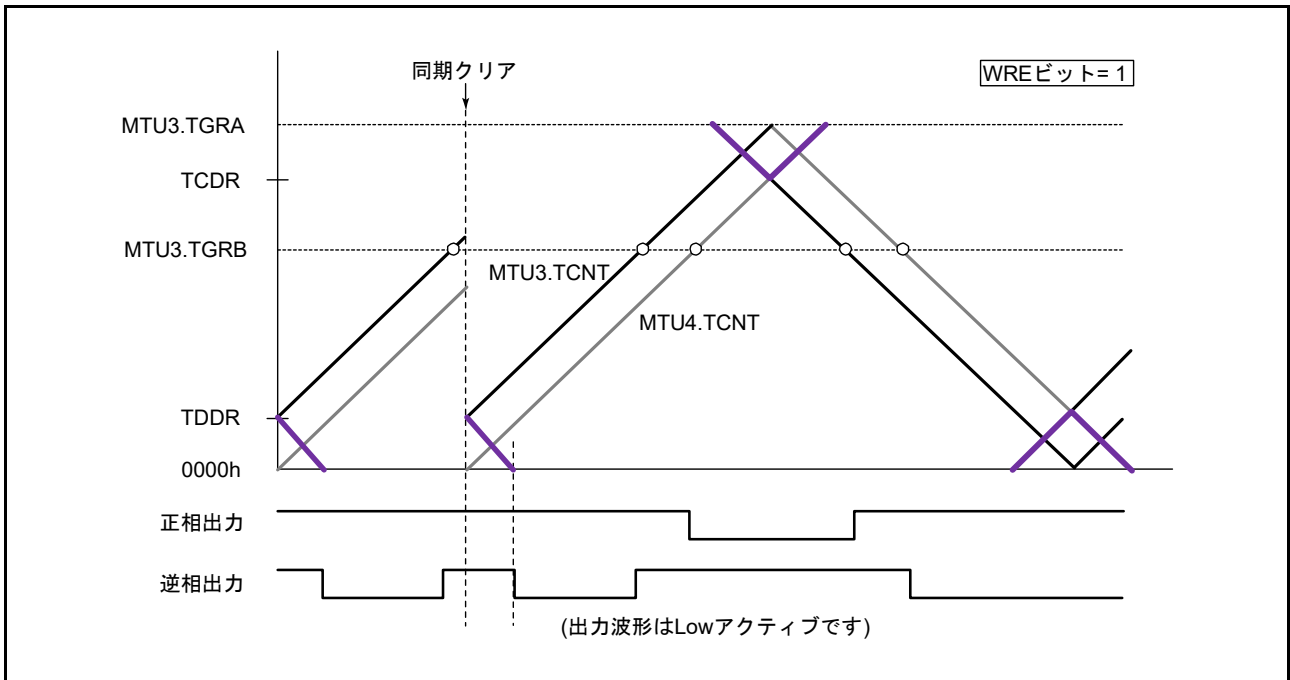 同期クリア
WREビット= 1
MTU3.TGRA
TCDR
MTU3.TGRB
MTU3.TCNT
MTU4.TCNT
TDDR
0000h
正相出力
逆相出力
(出力波形はLowアクティブです)